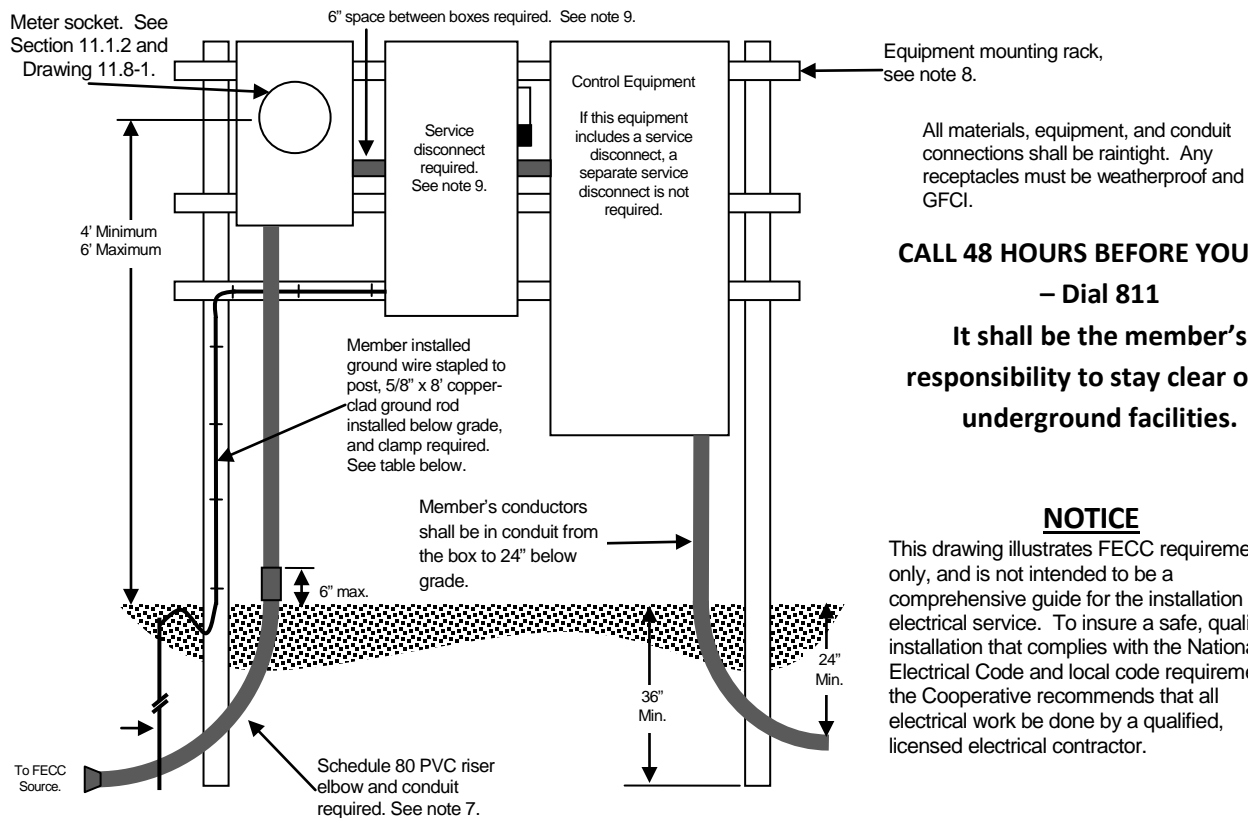 Meter socket.  See
Section 11.1.2 and
Drawing 11.8-1.
6” space between boxes required.  See note 9.
Equipment mounting rack,
see note 8.
Control Equipment
If this equipment
includes a service
disconnect, a
separate service
disconnect is not
required.
Service
disconnect
required.
See note 9.
All materials, equipment, and conduit
connections shall be raintight.  Any
receptacles must be weatherproof and
GFCI.
4’ Minimum
6’ Maximum
CALL 48 HOURS BEFORE YOU
– Dial 811
It shall be the member’s
responsibility to stay clear o
underground facilities.
Member installed
ground wire stapled to
post, 5/8” x 8’ copper-
clad ground rod
installed below grade,
and clamp required.
See table below.
Member’s conductors
shall be in conduit from
the box to 24” below
grade.
6” max.
NOTICE
This drawing illustrates FECC requireme
only, and is not intended to be a
comprehensive guide for the installation
electrical service.  To insure a safe, quali
installation that complies with the Nationa
Electrical Code and local code requireme
the Cooperative recommends that all
electrical work be done by a qualified,
licensed electrical contractor.
24”
Min.
36”
Min.
To FECC
Source.
Schedule 80 PVC riser
elbow and conduit
required. See note 7.